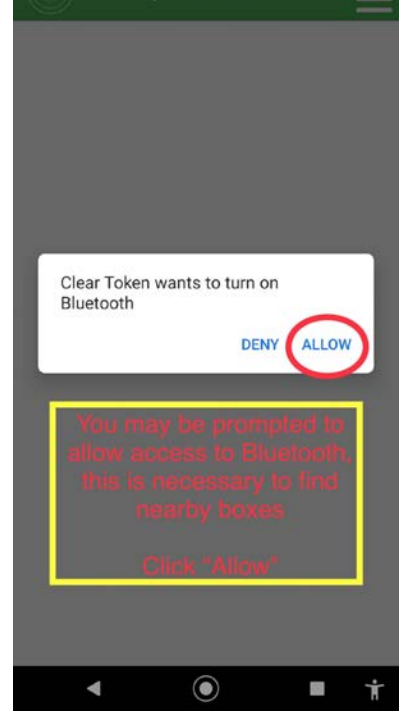 Clear Token wants to turn on
Bluetooth
DENY ALLOW
You may be prompted to
allow access to Bluetooth,
this is necessary to find
nearby boxes
Click "Allow"